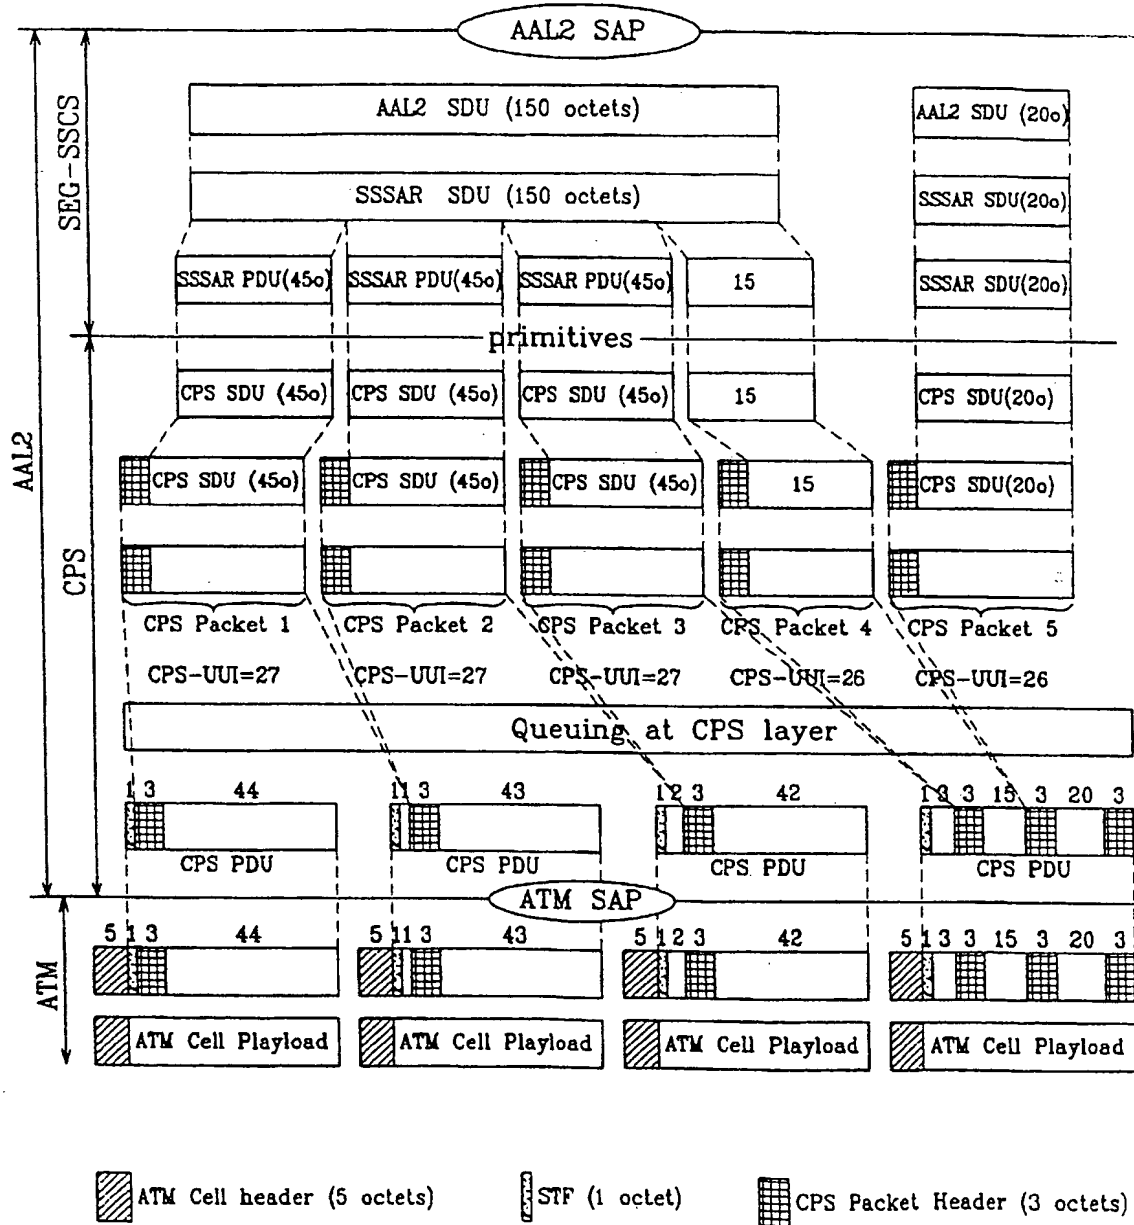 AAL2 SAP
AAL2 SDU (150 octets)
AAL2 SDU (20o)
SEG-SSCS
SSSAR SDU (150 octets)
SSSAR SDU(20o)
SSSAR PDU(45o)
SSSAR PDU(45o)
SSSAR PDU(45o)
15
SSSAR SDU(20o)
primitives
AAL2
CPS
CPS SDU (45o)
CPS SDU (45o)
CPS SDU (45o)
15
CPS SDU(20o)
CPS SDU (45o)
CPS SDU (45o)
CPS SDU (45o)
15
CPS SDU(20o)
CPS Packet 1
CPS Packet 2
CPS Packet 3
CPS Packet 4
CPS Packet 5
CPS-UUI=27
CPS-UUI=27
CPS-UUI=27
CPS-UUI=26
CPS-UUI=26
Queuing at CPS layer
1 3 44
1 1 3 43
1 2 3 42
1 3 3 15 3 20 3
CPS PDU
CPS PDU
CPS PDU
CPS PDU
ATM SAP
ATM
5 1 3 44
5 1 1 3 43
5 1 2 3 42
5 1 3 3 15 3 20 3
ATM Cell Playload
ATM Cell Playload
ATM Cell Playload
ATM Cell Playload
ATM Cell header (5 octets)
STF (1 octet)
CPS Packet Header (3 octets)